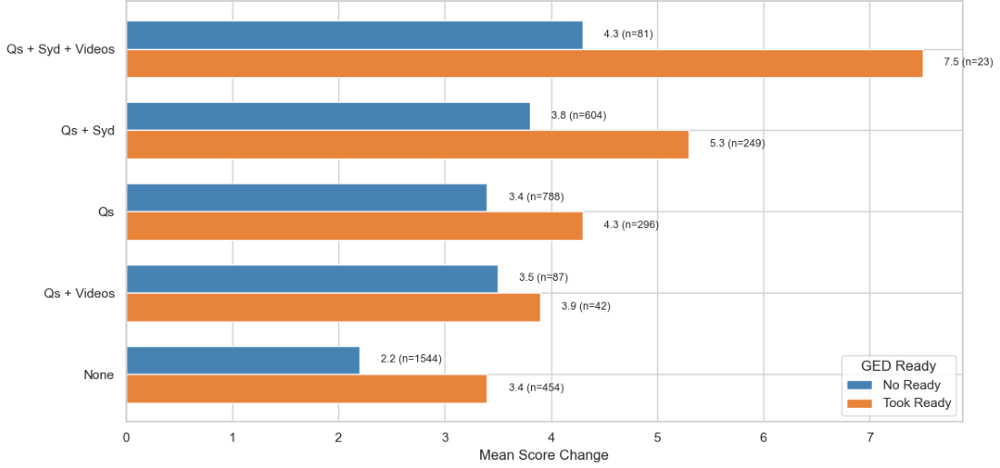 Qs + Syd + Videos
4.3 (n=81)
7.5 (n=23)
Qs + Syd
3.8 (n=604)
5.3 (n=249)
Qs
3.4 (n=788)
4.3 (n=296)
Qs + Videos
3.5 (n=87)
3.9 (n=42)
None
2.2 (n=1544)
3.4 (n=454)
GED Ready
No Ready
Took Ready
0 1 2 3 4 5 6 7
Mean Score Change